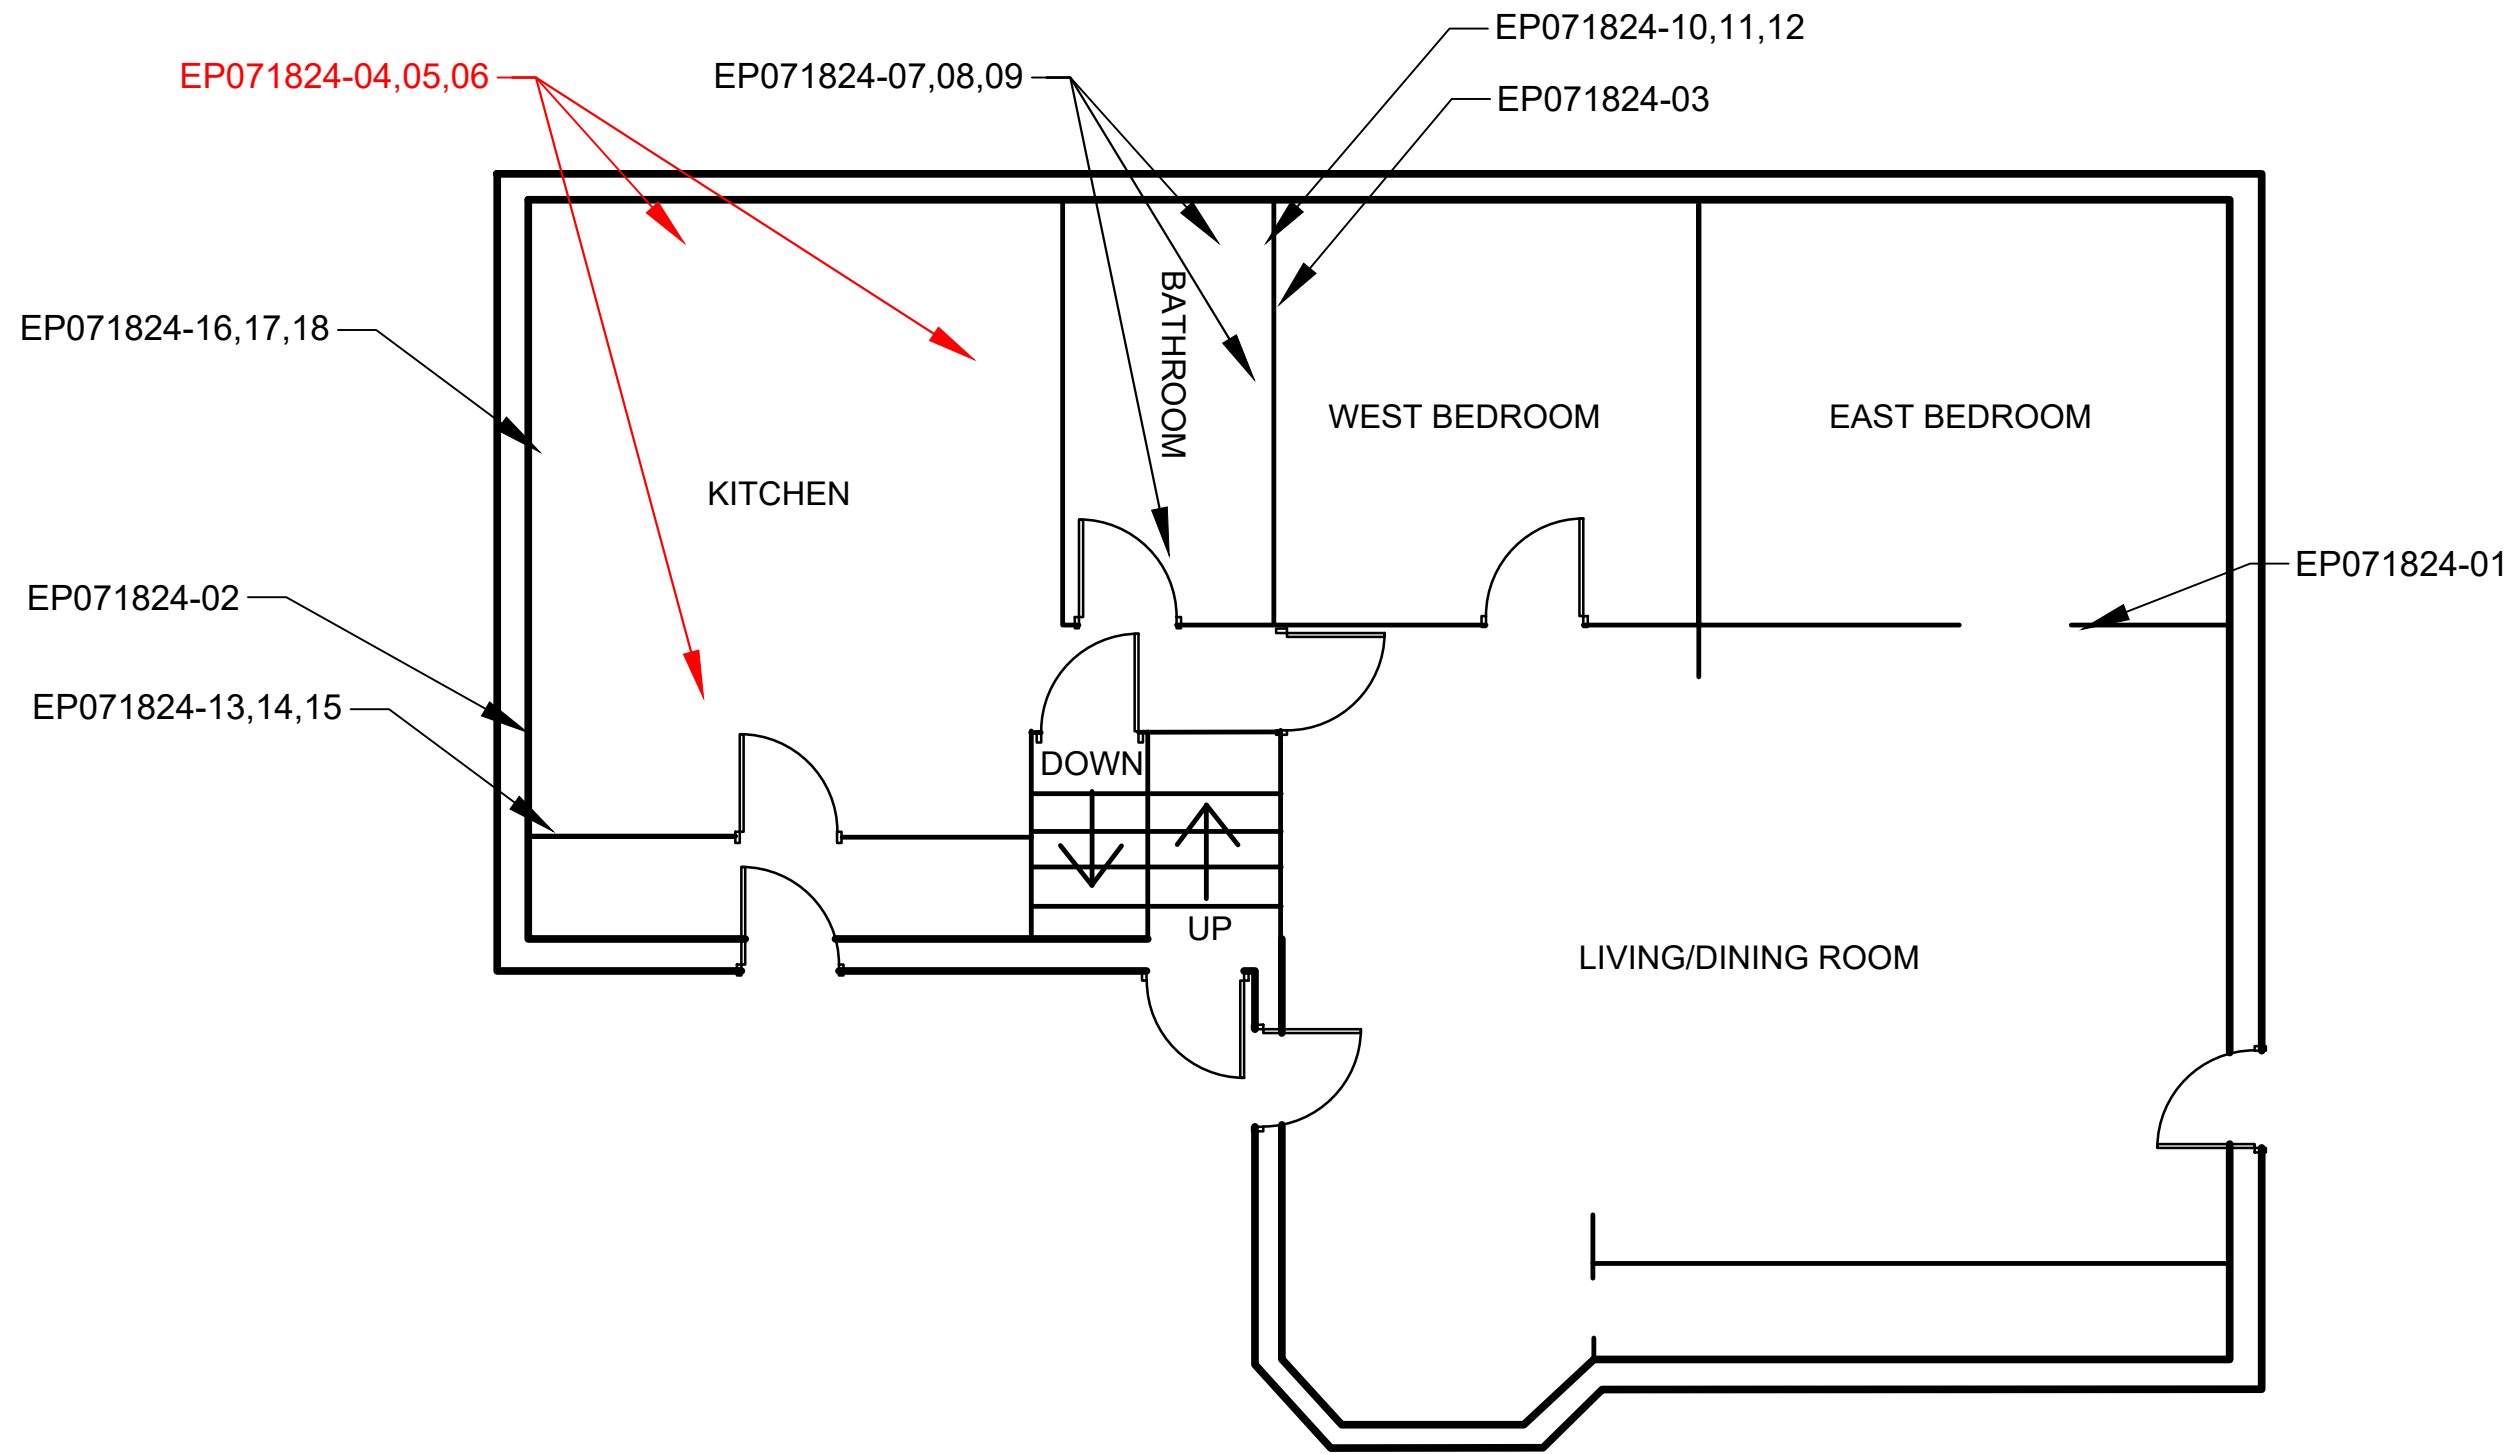 EP071824-10,11,12
EP071824-04,05,06
EP071824-07,08,09
EP071824-03
EP071824-16,17,18
BATHROOM
WEST BEDROOM
EAST BEDROOM
KITCHEN
EP071824-01
EP071824-02
EP071824-13,14,15
DOWN
UP
LIVING/DINING ROOM